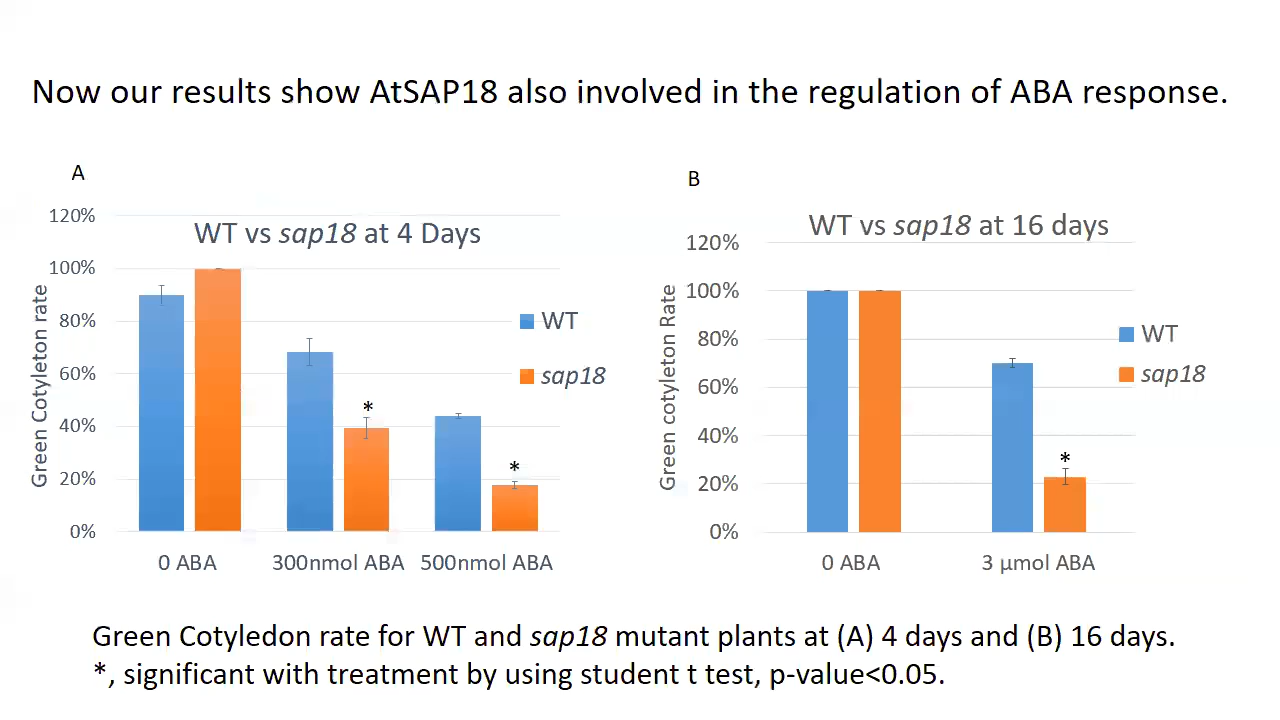 Now our results show AtSAP18 also involved in the regulation of ABA response.
A
WT vs sap18 at 4 Days
Green Cotyleton rate
120%
100%
80%
60%
40%
20%
0%
*
*
0 ABA
300nmol ABA
500nmol ABA
WT
sap18
B
WT vs sap18 at 16 days
Green cotyleton Rate
120%
100%
80%
60%
40%
20%
0%
*
0 ABA
3 µmol ABA
WT
sap18
Green Cotyledon rate for WT and sap18 mutant plants at (A) 4 days and (B) 16 days.
*, significant with treatment by using student t test, p-value<0.05.